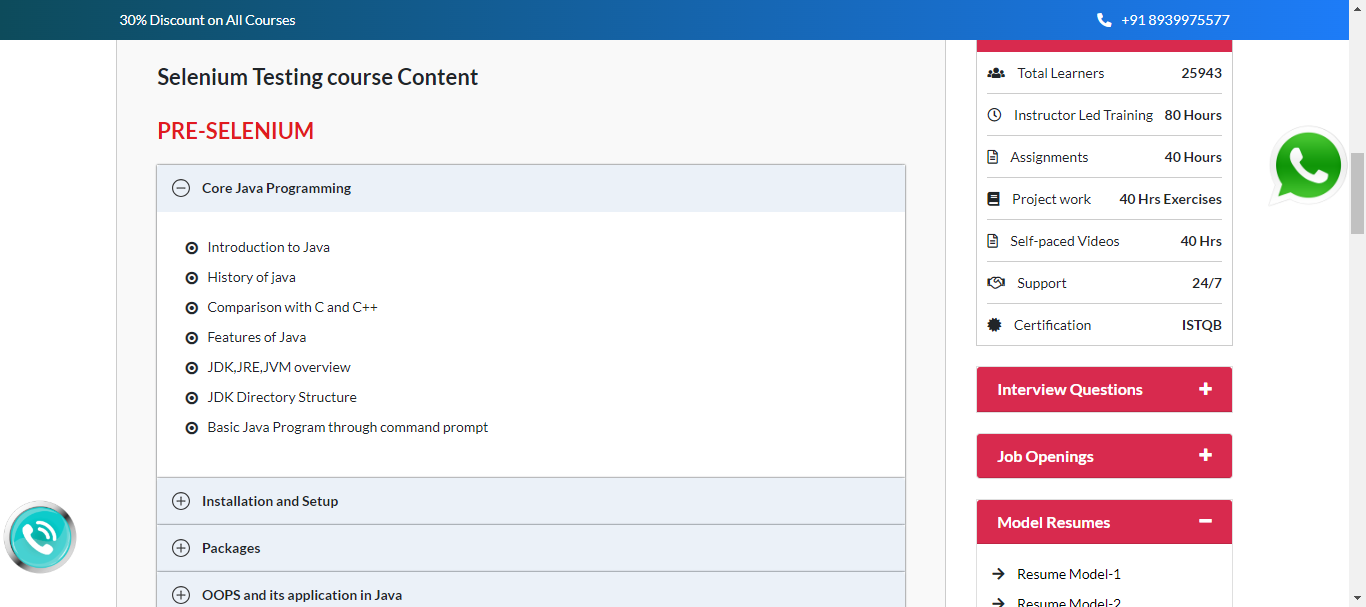 30% Discount on All Courses
+91 8939975577
Selenium Testing course Content
PRE-SELENIUM
Core Java Programming
Introduction to Java
History of java
Comparison with C and C++
Features of Java
JDK,JRE,JVM overview
JDK Directory Structure
Basic Java Program through command prompt
Installation and Setup
Packages
OOPS and its application in Java
Total Learners 25943
Instructor Led Training 80 Hours
Assignments 40 Hours
Project work 40 Hrs Exercises
Self-paced Videos 40 Hrs
Support 24/7
Certification ISTQB
Interview Questions
Job Openings
Model Resumes
Resume Model-1
Resume Model-2